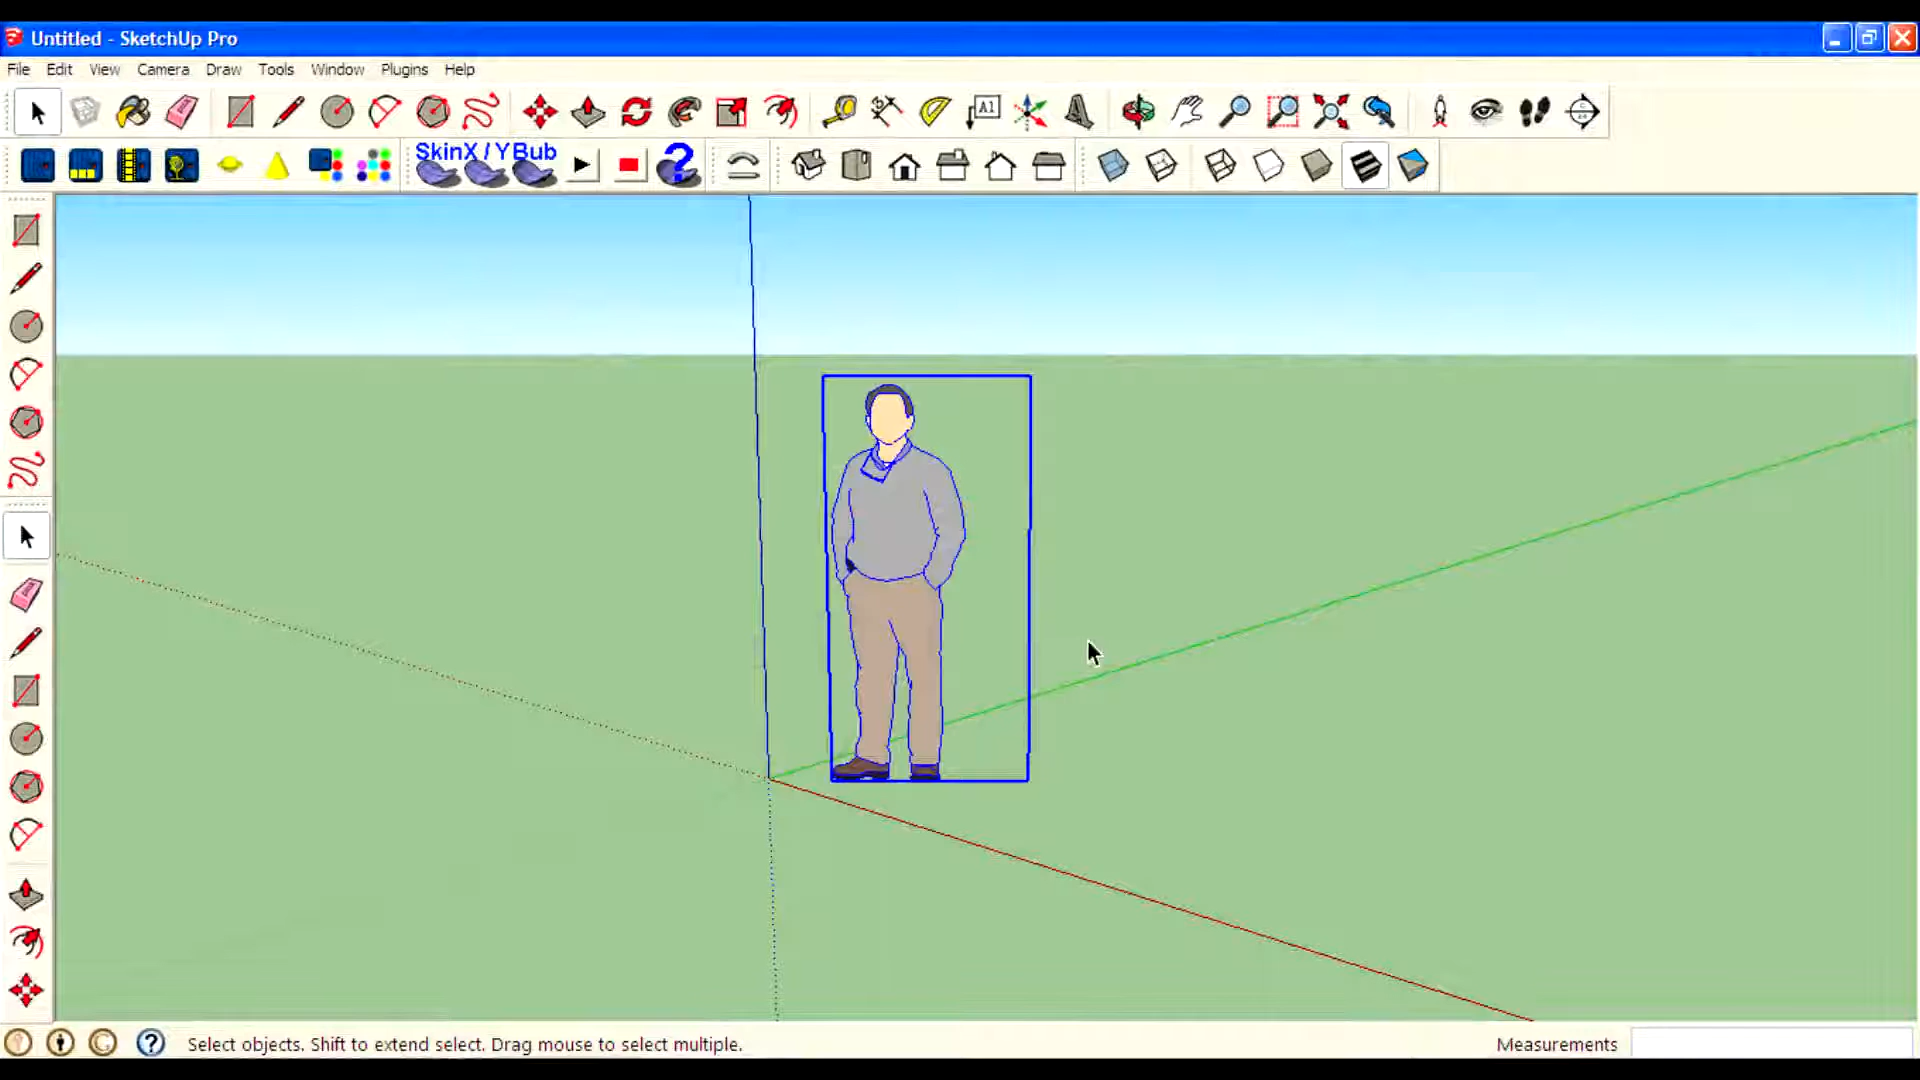 Untitled - SketchUp Pro
File Edit View Camera Draw Tools Window Plugins Help
A1
SkinX / YBub
?
? Select objects. Shift to extend select. Drag mouse to select multiple. Measurements